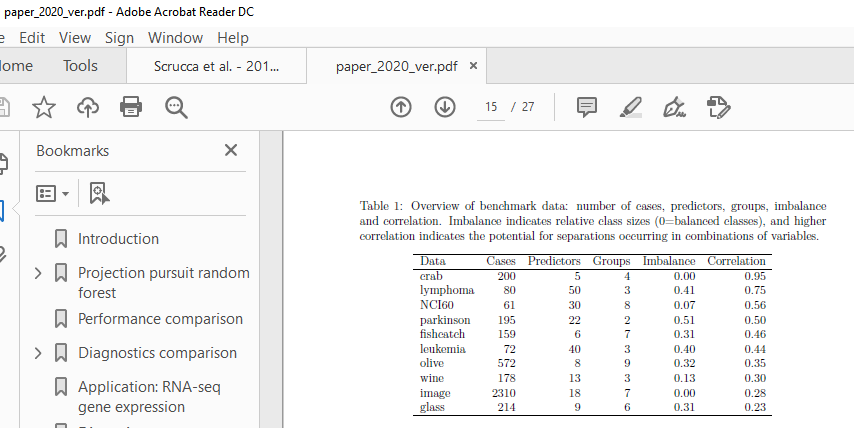 paper_2020_ver.pdf - Adobe Acrobat Reader DC
e Edit View Sign Window Help
ome Tools Scrucca et al. - 201... paper_2020_ver.pdf ×
15 / 27
Bookmarks
Introduction
Projection pursuit random
forest
Performance comparison
Diagnostics comparison
Application: RNA-seq
gene expression
Table 1: Overview of benchmark data: number of cases, predictors, groups, imbalance
and correlation. Imbalance indicates relative class sizes (0=balanced classes), and higher
correlation indicates the potential for separations occurring in combinations of variables.
Data Cases Predictors Groups Imbalance Correlation
crab 200 5 4 0.00 0.95
lymphoma 80 50 3 0.41 0.75
NCI60 61 30 8 0.07 0.56
parkinson 195 22 2 0.51 0.50
fishcatch 159 6 7 0.31 0.46
leukemia 72 40 3 0.40 0.44
olive 572 8 9 0.32 0.35
wine 178 13 3 0.13 0.30
image 2310 18 7 0.00 0.28
glass 214 9 6 0.31 0.23